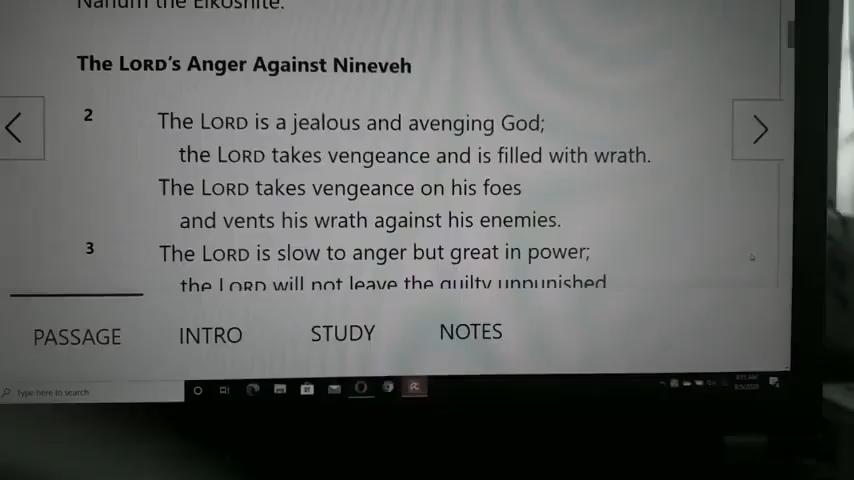 Nahum the Elkoshite.
The LORD's Anger Against Nineveh
2 The LORD is a jealous and avenging God;
the LORD takes vengeance and is filled with wrath.
The LORD takes vengeance on his foes
and vents his wrath against his enemies.
3 The LORD is slow to anger but great in power;
the LORD will not leave the guilty unpunished
PASSAGE INTRO STUDY NOTES
Type here to search